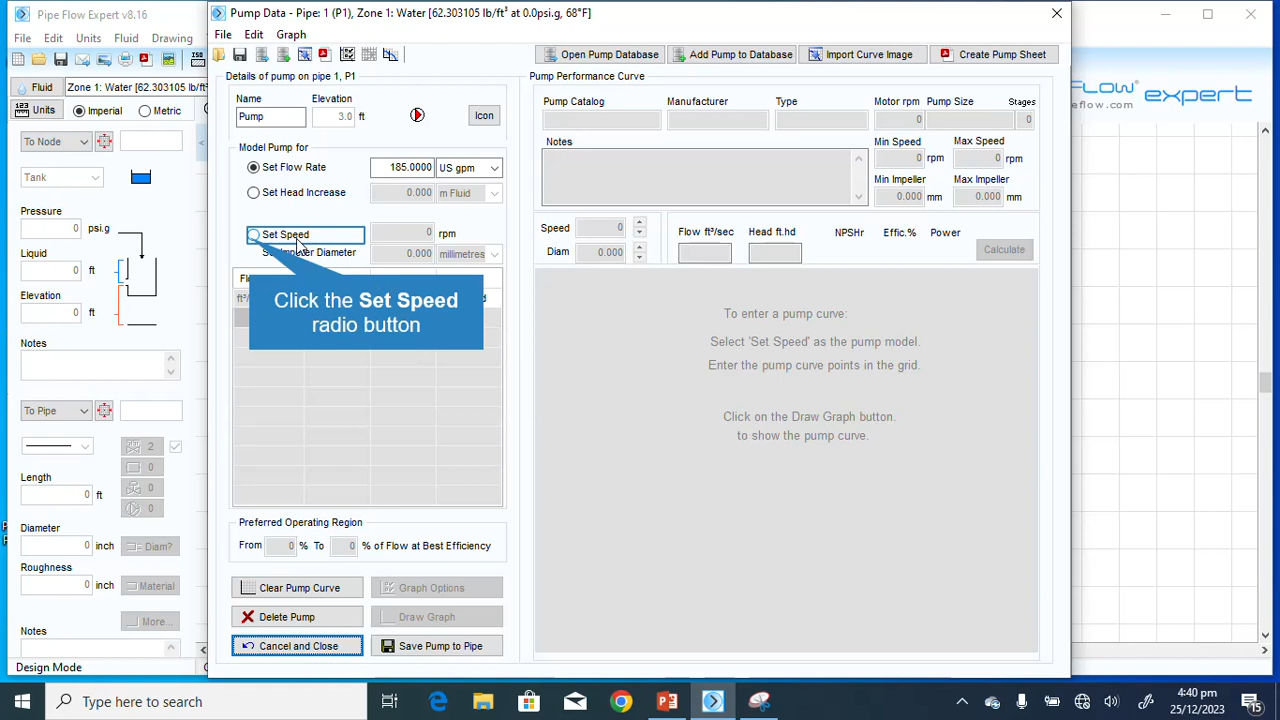 Pipe Flow Expert v8.16
File Edit Units Fluid Drawing
Fluid Zone 1: Water [62.303105 lb/ft³
Units Imperial Metric
To Node
Tank
Pressure
0 psi.g
Liquid
0 ft
Elevation
0 ft
Notes
To Pipe
2
0
Length
0 ft
0
0
Diameter
0 inch =Diam?
Roughness
0 inch Material
More...
Notes
Design Mode
Pump Data - Pipe: 1 (P1), Zone 1: Water [62.303105 lb/ft³ at 0.0psi.g, 68°F]
File Edit Graph
Open Pump Database Add Pump to Database Import Curve Image Create Pump Sheet
Details of pump on pipe 1, P1
Name Elevation
Pump 3.0 ft Icon
Model Pump for
Set Flow Rate 185.0000 US gpm
Set Head Increase 0.000 m Fluid
Set Speed 0 rpm
Diameter 0.000 millimetres
Click the Set Speed
radio button
Preferred Operating Region
From 0 % To 0 % of Flow at Best Efficiency
Clear Pump Curve Graph Options
Delete Pump Draw Graph
Cancel and Close Save Pump to Pipe
Pump Performance Curve
Pump Catalog Manufacturer Type Motor rpm Pump Size Stages
0 0
Notes Min Speed Max Speed
0 rpm 0 rpm
Min Impeller Max Impeller
0.000 mm 0.000 mm
Speed 0 Flow ft³/sec Head ft.hd NPSHr Effic.% Power
Diam 0.000 Calculate
To enter a pump curve:
Select 'Set Speed' as the pump model.
Enter the pump curve points in the grid.
Click on the Draw Graph button.
to show the pump curve.
FLOW expert
eflow.com
Type here to search
4:40 pm
25/12/2023
15